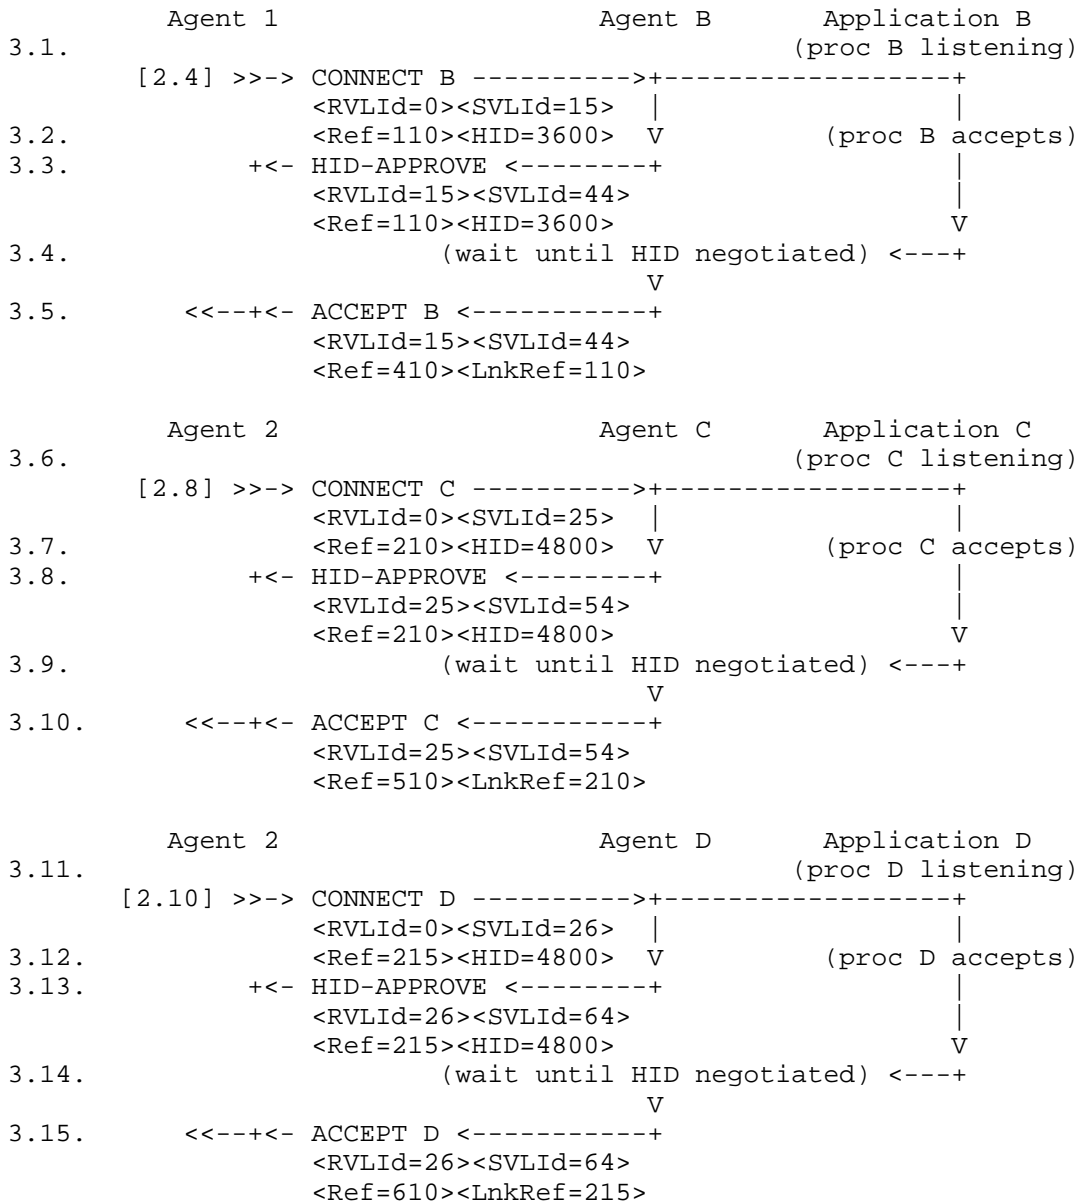 Agent 1                    Agent B       Application B
3.1.                                             (proc B listening)
        [2.4] >>-> CONNECT B ---------->+------------------+
                   <RVLId=0><SVLId=15>  |                  |
3.2.               <Ref=110><HID=3600>  V          (proc B accepts)
3.3.           +<- HID-APPROVE <--------+                  |
                   <RVLId=15><SVLId=44>                    |
                   <Ref=110><HID=3600>                     V
3.4.                       (wait until HID negotiated) <---+
                                        V
3.5.       <<--+<- ACCEPT B <-----------+
                   <RVLId=15><SVLId=44>
                   <Ref=410><LnkRef=110>

          Agent 2                    Agent C       Application C
3.6.                                             (proc C listening)
        [2.8] >>-> CONNECT C ---------->+------------------+
                   <RVLId=0><SVLId=25>  |                  |
3.7.               <Ref=210><HID=4800>  V          (proc C accepts)
3.8.           +<- HID-APPROVE <--------+                  |
                   <RVLId=25><SVLId=54>                    |
                   <Ref=210><HID=4800>                     V
3.9.                       (wait until HID negotiated) <---+
                                        V
3.10.      <<--+<- ACCEPT C <-----------+
                   <RVLId=25><SVLId=54>
                   <Ref=510><LnkRef=210>

          Agent 2                    Agent D       Application D
3.11.                                            (proc D listening)
       [2.10] >>-> CONNECT D ---------->+------------------+
                   <RVLId=0><SVLId=26>  |                  |
3.12.              <Ref=215><HID=4800>  V          (proc D accepts)
3.13.          +<- HID-APPROVE <--------+                  |
                   <RVLId=26><SVLId=64>                    |
                   <Ref=215><HID=4800>                     V
3.14.                      (wait until HID negotiated) <---+
                                        V
3.15.      <<--+<- ACCEPT D <-----------+
                   <RVLId=26><SVLId=64>
                   <Ref=610><LnkRef=215>